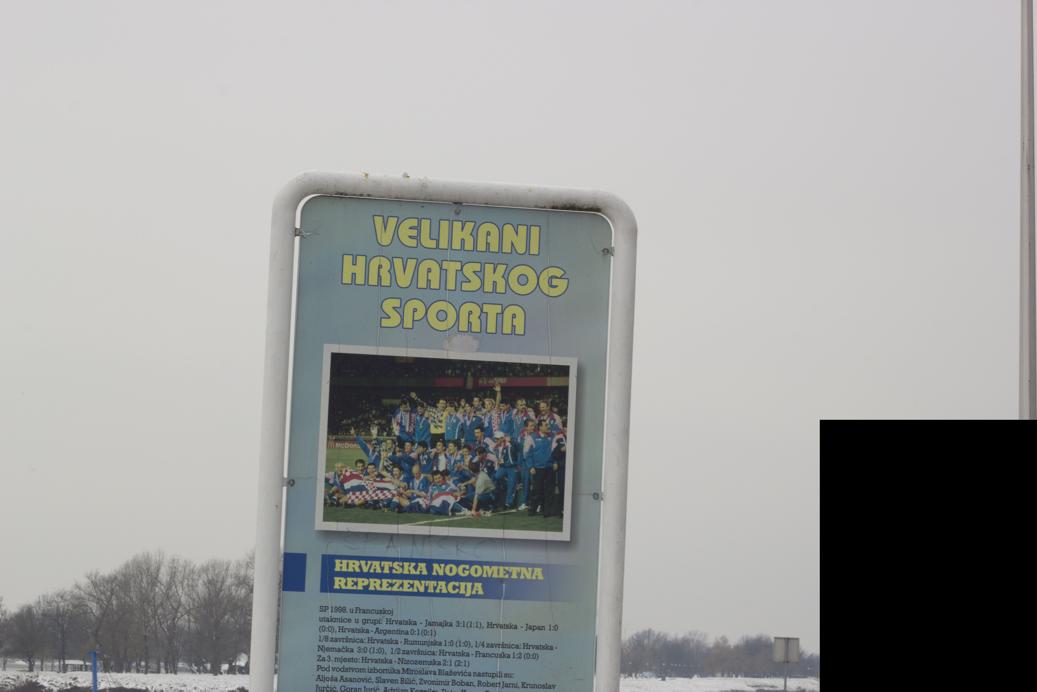 VELIKANI
HRVATSKOG
SPORTA
McDona
HRVATSKA NOGOMETNA
REPREZENTACIJA
SP 1998. u Francuskoj
utakmice u grupi: Hrvatska - Jamajka 3:1(1:1), Hrvatska - Japan 1:0
(0:0), Hrvatska - Argentina 0:1 (0:1)
1/8 završnica: Hrvatska - Rumunjska 1:0 (1:0), 1/4 završnica: Hrvatska -
Njemačka 3:0 (1:0), 1/2 završnica: Hrvatska - Francuska 1:2 (0:0)
Za 3. mjesto: Hrvatska - Nizozemska 2:1 (2:1)
Pod vodstvom izbornika Miroslava Blaževića nastupili su:
Aljoša Asanović, Slaven Bilić, Zvonimir Boban, Robert Jarni, Krunoslav
Jurčić, Goran Jurić,